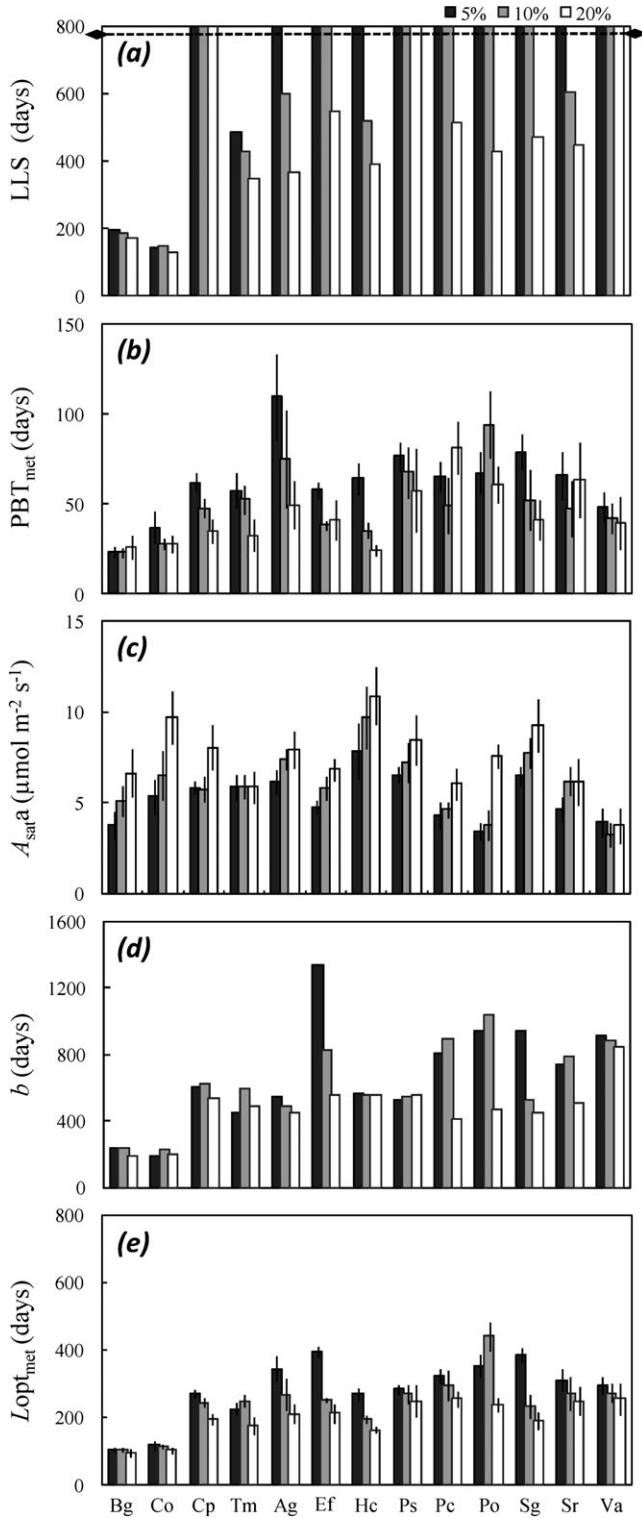 5% 10% 20%
(a)
LLS (days)
800
600
400
200
0
(b)
PBTmet (days)
150
100
50
0
(c)
Asata (µmol m-2 s-1)
15
10
5
0
(d)
b (days)
1600
1200
800
400
0
(e)
Loptmet (days)
800
600
400
200
0
Bg Co Cp Tm Ag Ef Hc Ps Pc Po Sg Sr Va